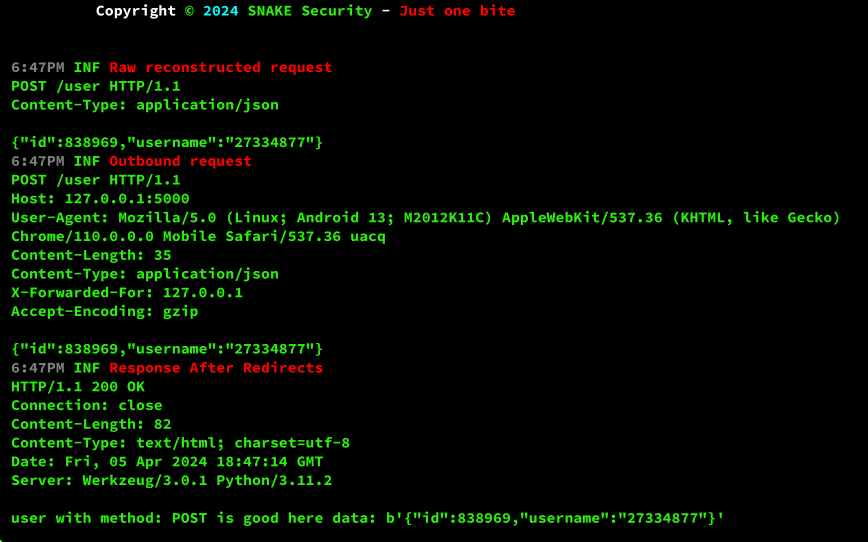 Copyright © 2024 SNAKE Security - Just one bite
6:47PM INF Raw reconstructed request
POST /user HTTP/1.1
Content-Type: application/json
{"id":838969,"username":"27334877"}
6:47PM INF Outbound request
POST /user HTTP/1.1
Host: 127.0.0.1:5000
User-Agent: Mozilla/5.0 (Linux; Android 13; M2012K11C) AppleWebKit/537.36 (KHTML, like Gecko)
Chrome/110.0.0.0 Mobile Safari/537.36 uacq
Content-Length: 35
Content-Type: application/json
X-Forwarded-For: 127.0.0.1
Accept-Encoding: gzip
{"id":838969,"username":"27334877"}
6:47PM INF Response After Redirects
HTTP/1.1 200 OK
Connection: close
Content-Length: 82
Content-Type: text/html; charset=utf-8
Date: Fri, 05 Apr 2024 18:47:14 GMT
Server: Werkzeug/3.0.1 Python/3.11.2
user with method: POST is good here data: b'{"id":838969,"username":"27334877"}'